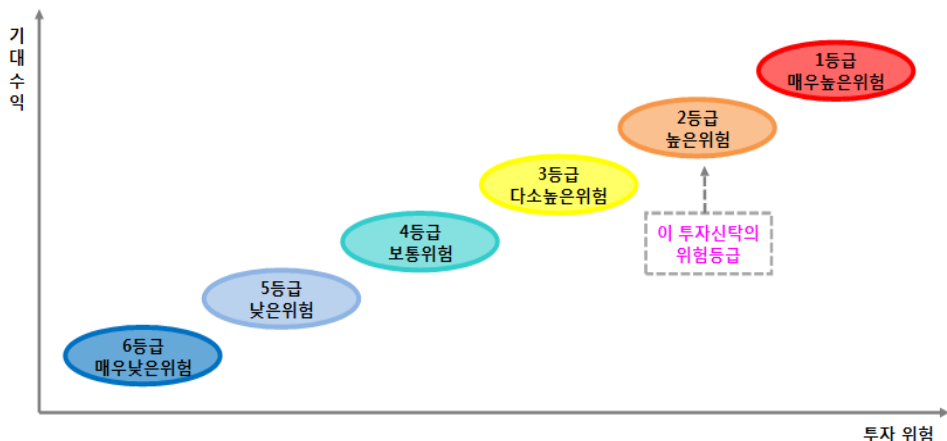 기
대
수
익
1등급
매우높은위험
2등급
높은위험
3등급
다소높은위험
이 투자신탁의
위험등급
4등급
보통위험
5등급
낮은위험
6등급
매우낮은위험
투자 위험